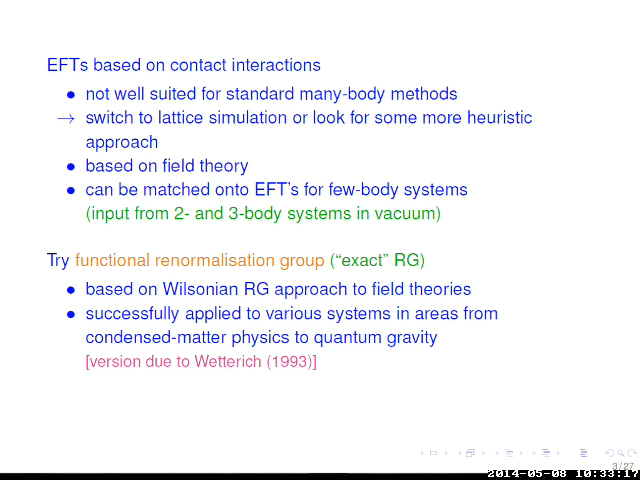 EFTs based on contact interactions
• not well suited for standard many-body methods
→ switch to lattice simulation or look for some more heuristic
approach
• based on field theory
• can be matched onto EFT's for few-body systems
(input from 2- and 3-body systems in vacuum)
Try functional renormalisation group (“exact” RG)
• based on Wilsonian RG approach to field theories
• successfully applied to various systems in areas from
condensed-matter physics to quantum gravity
[version due to Wetterich (1993)]
3/27
2014-05-08 10:33:17